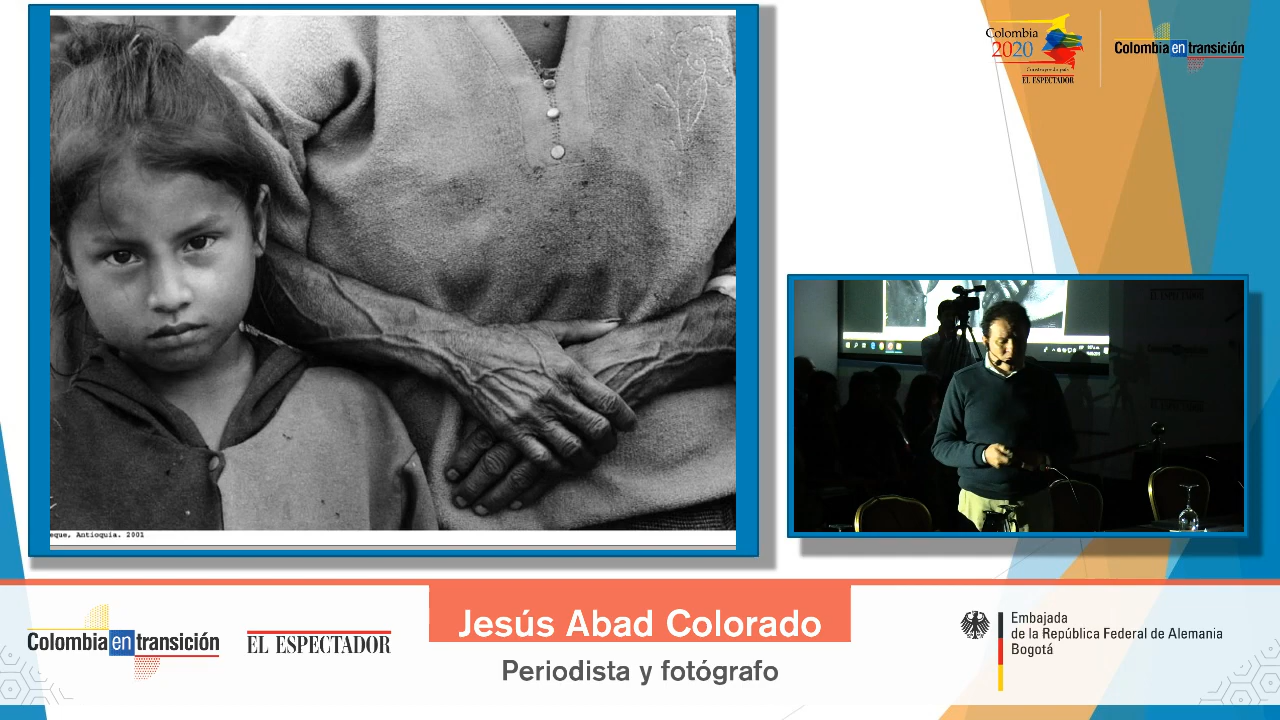 Colombia
2020
EL ESPECTADOR
Colombia en transición
eque, Antioquia. 2001
Jesús Abad Colorado
Periodista y fotógrafo
Colombia en transición
EL ESPECTADOR
Embajada
de la República Federal de Alemania
Bogotá